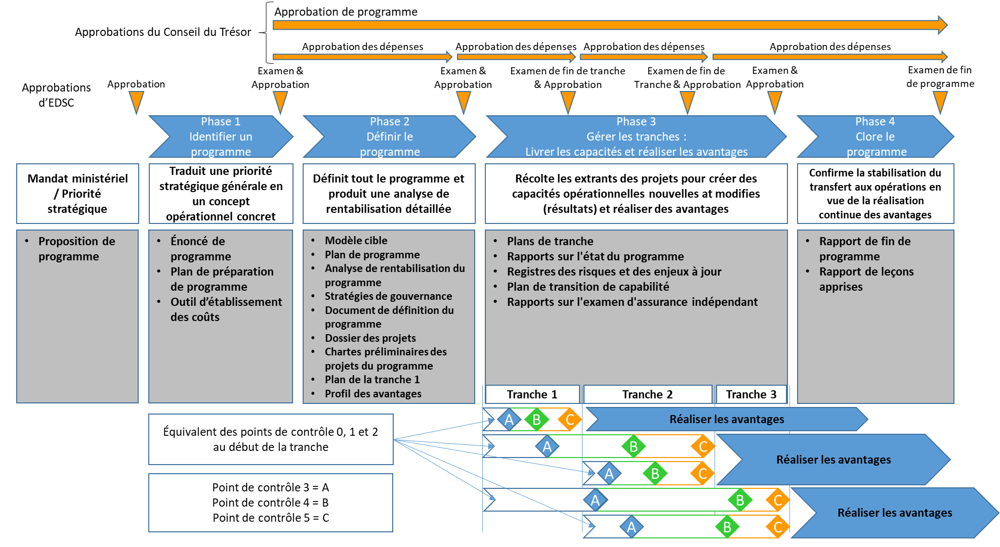 Approbation de programme
Approbations du Conseil du Trésor
Approbation des dépenses
Approbation des dépenses
Approbation des dépenses
Approbation des dépenses
Approbations
d’EDSC
Approbation
Examen &
Approbation
Examen &
Approbation
Examen de fin de tranche
& Approbation
Examen de fin de
Tranche & Approbation
Examen &
Approbation
Examen de fin
de programme
Phase 1
Identifier un
programme
Phase 2
Définir le
programme
Phase 3
Gérer les tranches :
Livrer les capacités et réaliser les avantages
Phase 4
Clore le
programme
Mandat ministériel
/ Priorité
stratégique
Traduit une priorité
stratégique générale en
un concept
opérationnel concret
Définit tout le programme et
produit une analyse de
rentabilisation détaillée
Récolte les extrants des projets pour créer des
capacités opérationnelles nouvelles at modifies
(résultats) et réaliser des avantages
Confirme la stabilisation du
transfert aux opérations en
vue de la réalisation
continue des avantages
• Proposition de
programme
• Énoncé de
programme
• Plan de préparation
de programme
• Outil d’établissement
des coûts
• Modèle cible
• Plan de programme
• Analyse de rentabilisation du
programme
• Stratégies de gouvernance
• Document de définition du
programme
• Dossier des projets
• Chartes préliminaires des
projets du programme
• Plan de la tranche 1
• Profil des avantages
• Plans de tranche
• Rapports sur l'état du programme
• Registres des risques et des enjeux à jour
• Plan de transition de capabilité
• Rapports sur l'examen d'assurance indépendant
• Rapport de fin de
programme
• Rapport de leçons
apprises
Tranche 1
Tranche 2
Tranche 3
Équivalent des points de contrôle 0, 1 et 2
au début de la tranche
Point de contrôle 3 = A
Point de contrôle 4 = B
Point de contrôle 5 = C
A B C
Réaliser les avantages
A B C
A B C
Réaliser les avantages
A B C
A B C
Réaliser les avantages